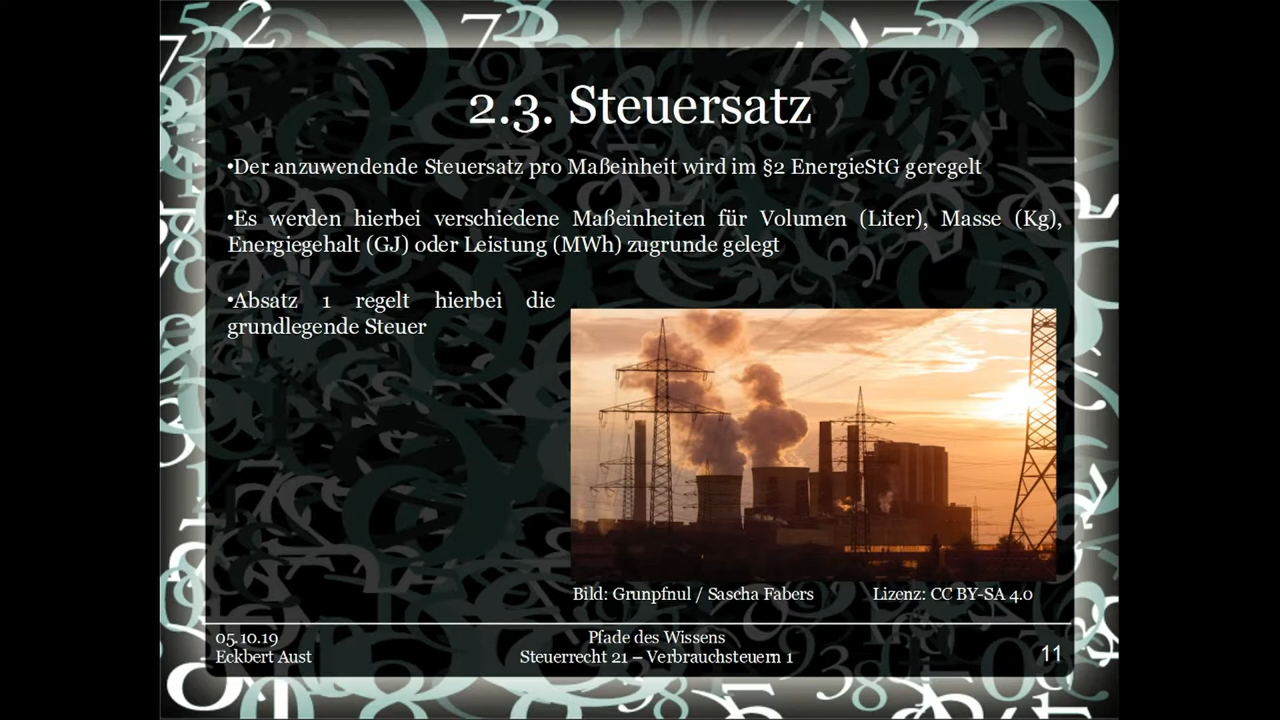 2.3. Steuersatz
•Der anzuwendende Steuersatz pro Maßeinheit wird im §2 EnergieStG geregelt
•Es werden hierbei verschiedene Maßeinheiten für Volumen (Liter), Masse (Kg),
Energiegehalt (GJ) oder Leistung (MWh) zugrunde gelegt
•Absatz 1 regelt hierbei die
grundlegende Steuer
Bild: Grunpfnul / Sascha Fabers Lizenz: CC BY-SA 4.0
05.10.19
Eckbert Aust
Pfade des Wissens
Steuerrecht 21 – Verbrauchsteuern 1
11